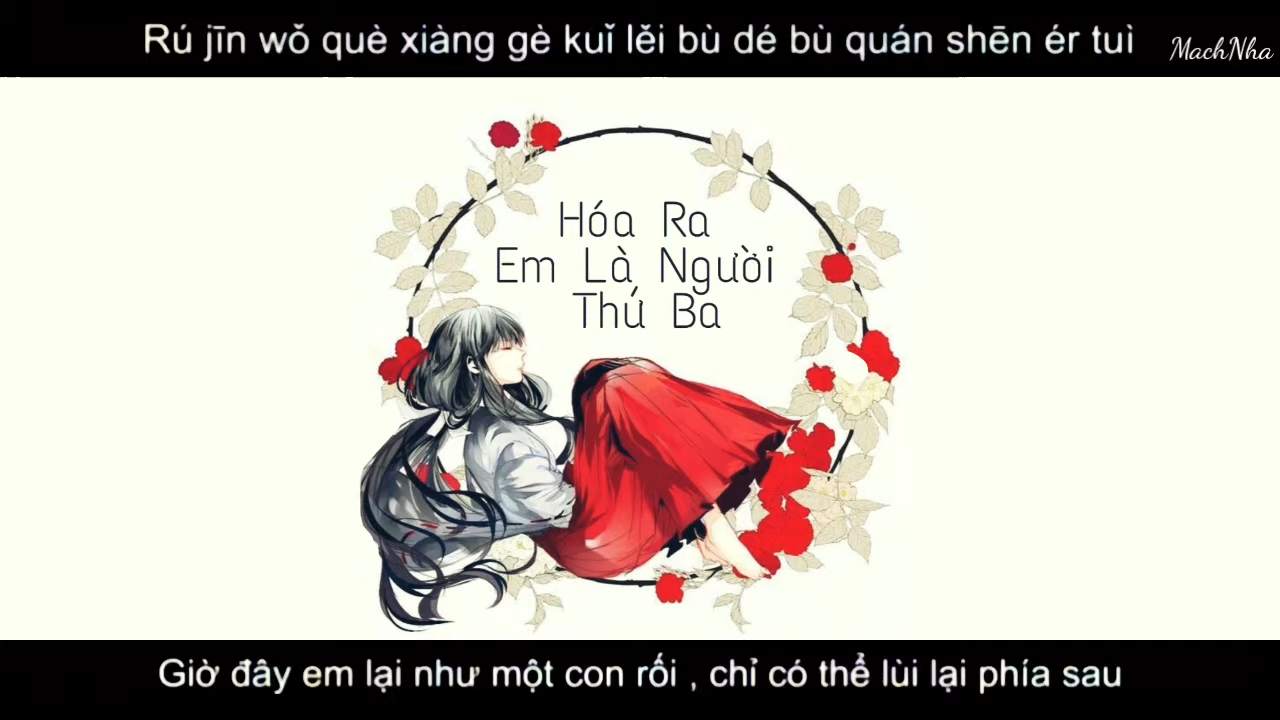 Rú jīn wǒ què xiàng gè kuǐ lěi bù dé bù quán shēn ér tuì
MachNha
Hóa Ra
Em Là Người
Thứ Ba
Giờ đây em lại như một con rối , chỉ có thể lùi lại phía sau